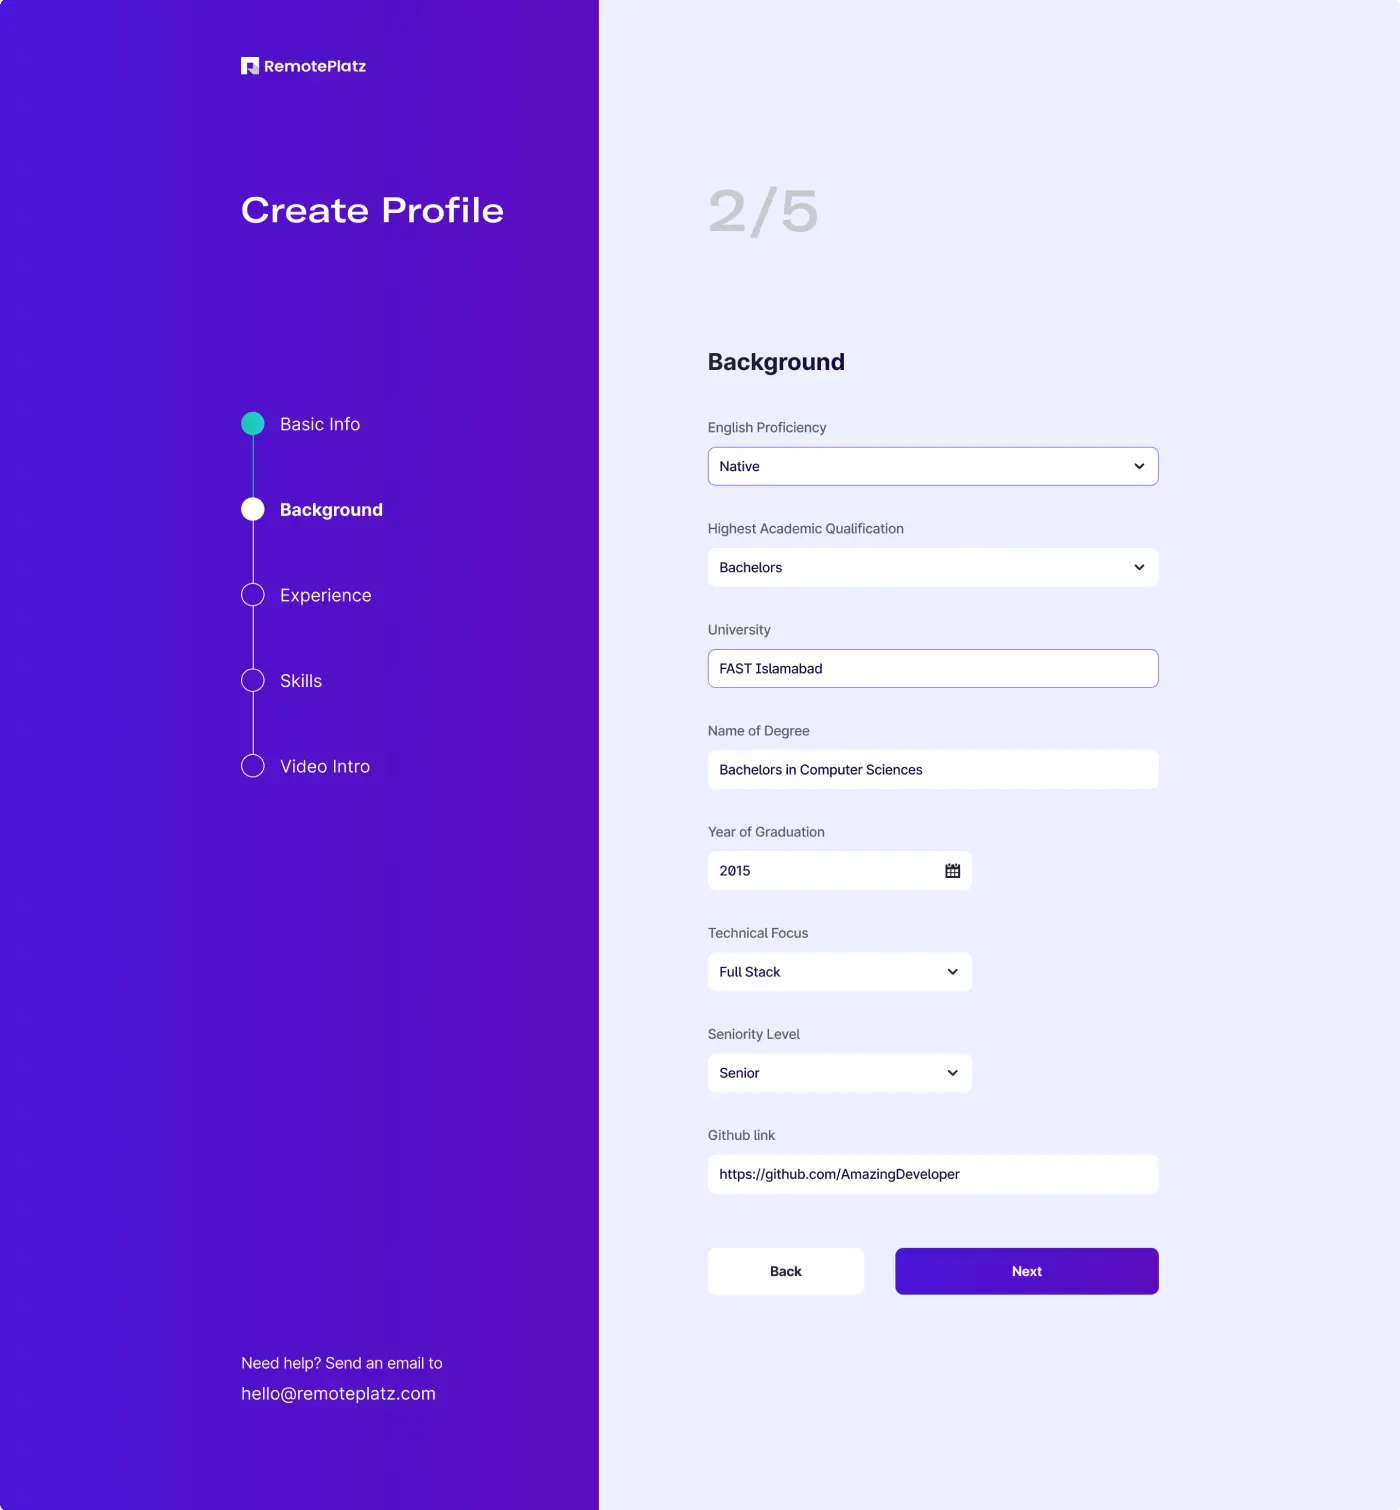 RemotePlatz
Create Profile
Basic Info
Background
Experience
Skills
Video Intro
Need help? Send an email to
hello@remoteplatz.com
2/5
Background
English Proficiency
Native
Highest Academic Qualification
Bachelors
University
FAST Islamabad
Name of Degree
Bachelors in Computer Sciences
Year of Graduation
2015
Technical Focus
Full Stack
Seniority Level
Senior
Github link
https://github.com/AmazingDeveloper
Back
Next